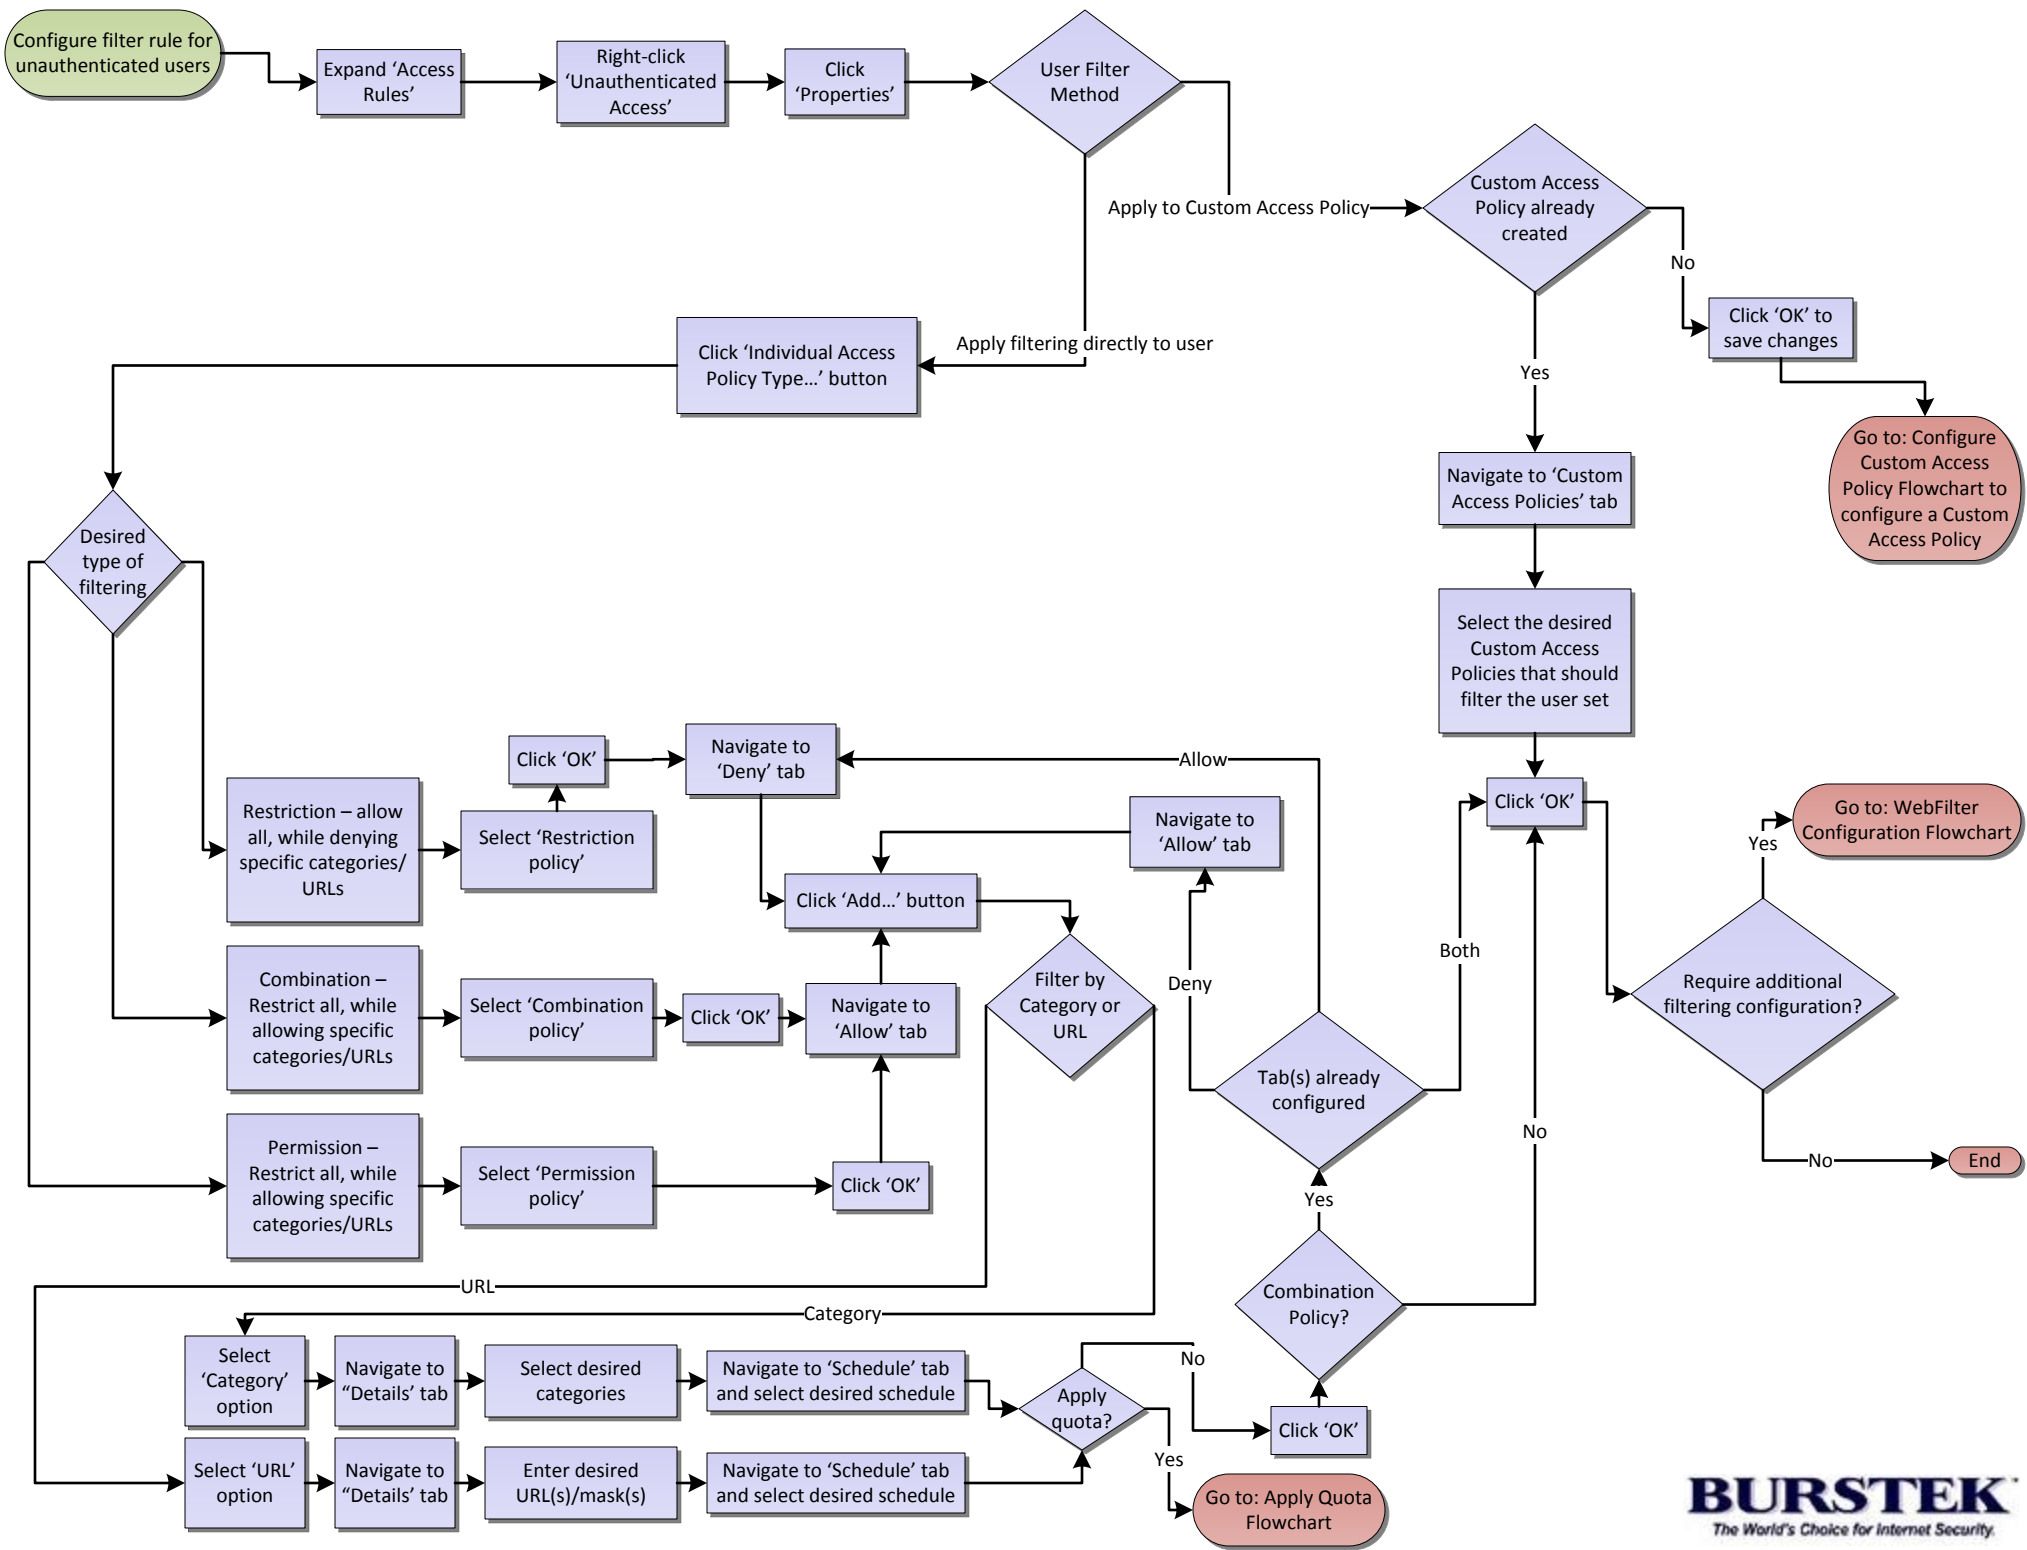 Configure filter rule for
unauthenticated users
Expand ‘Access
Rules’
Right-click
‘Unauthenticated
Access’
Click
‘Properties’
User Filter
Method
Apply to Custom Access Policy
Custom Access
Policy already
created
No
Click ‘OK’ to
save changes
Go to: Configure
Custom Access
Policy Flowchart to
configure a Custom
Access Policy
Yes
Navigate to ‘Custom
Access Policies’ tab
Select the desired
Custom Access
Policies that should
filter the user set
Click ‘OK’
Apply filtering directly to user
Click ‘Individual Access
Policy Type…’ button
Desired
type of
filtering
Restriction – allow
all, while denying
specific categories/
URLs
Select ‘Restriction
policy’
Click ‘OK’
Navigate to
‘Deny’ tab
Allow
Navigate to
‘Allow’ tab
Click ‘Add…’ button
Combination –
Restrict all, while
allowing specific
categories/URLs
Select ‘Combination
policy’
Click ‘OK’
Navigate to
‘Allow’ tab
Filter by
Category or
URL
Deny
Both
Tab(s) already
configured
Permission –
Restrict all, while
allowing specific
categories/URLs
Select ‘Permission
policy’
Click ‘OK’
Yes
Go to: WebFilter
Configuration Flowchart
Require additional
filtering configuration?
No
End
No
Yes
Combination
Policy?
URL
Category
Select
‘Category’
option
Navigate to
“Details’ tab
Select desired
categories
Navigate to ‘Schedule’ tab
and select desired schedule
Apply
quota?
No
Click ‘OK’
Select ‘URL’
option
Navigate to
“Details’ tab
Enter desired
URL(s)/mask(s)
Navigate to ‘Schedule’ tab
and select desired schedule
Yes
Go to: Apply Quota
Flowchart
BURSTEK
The World's Choice for Internet Security.